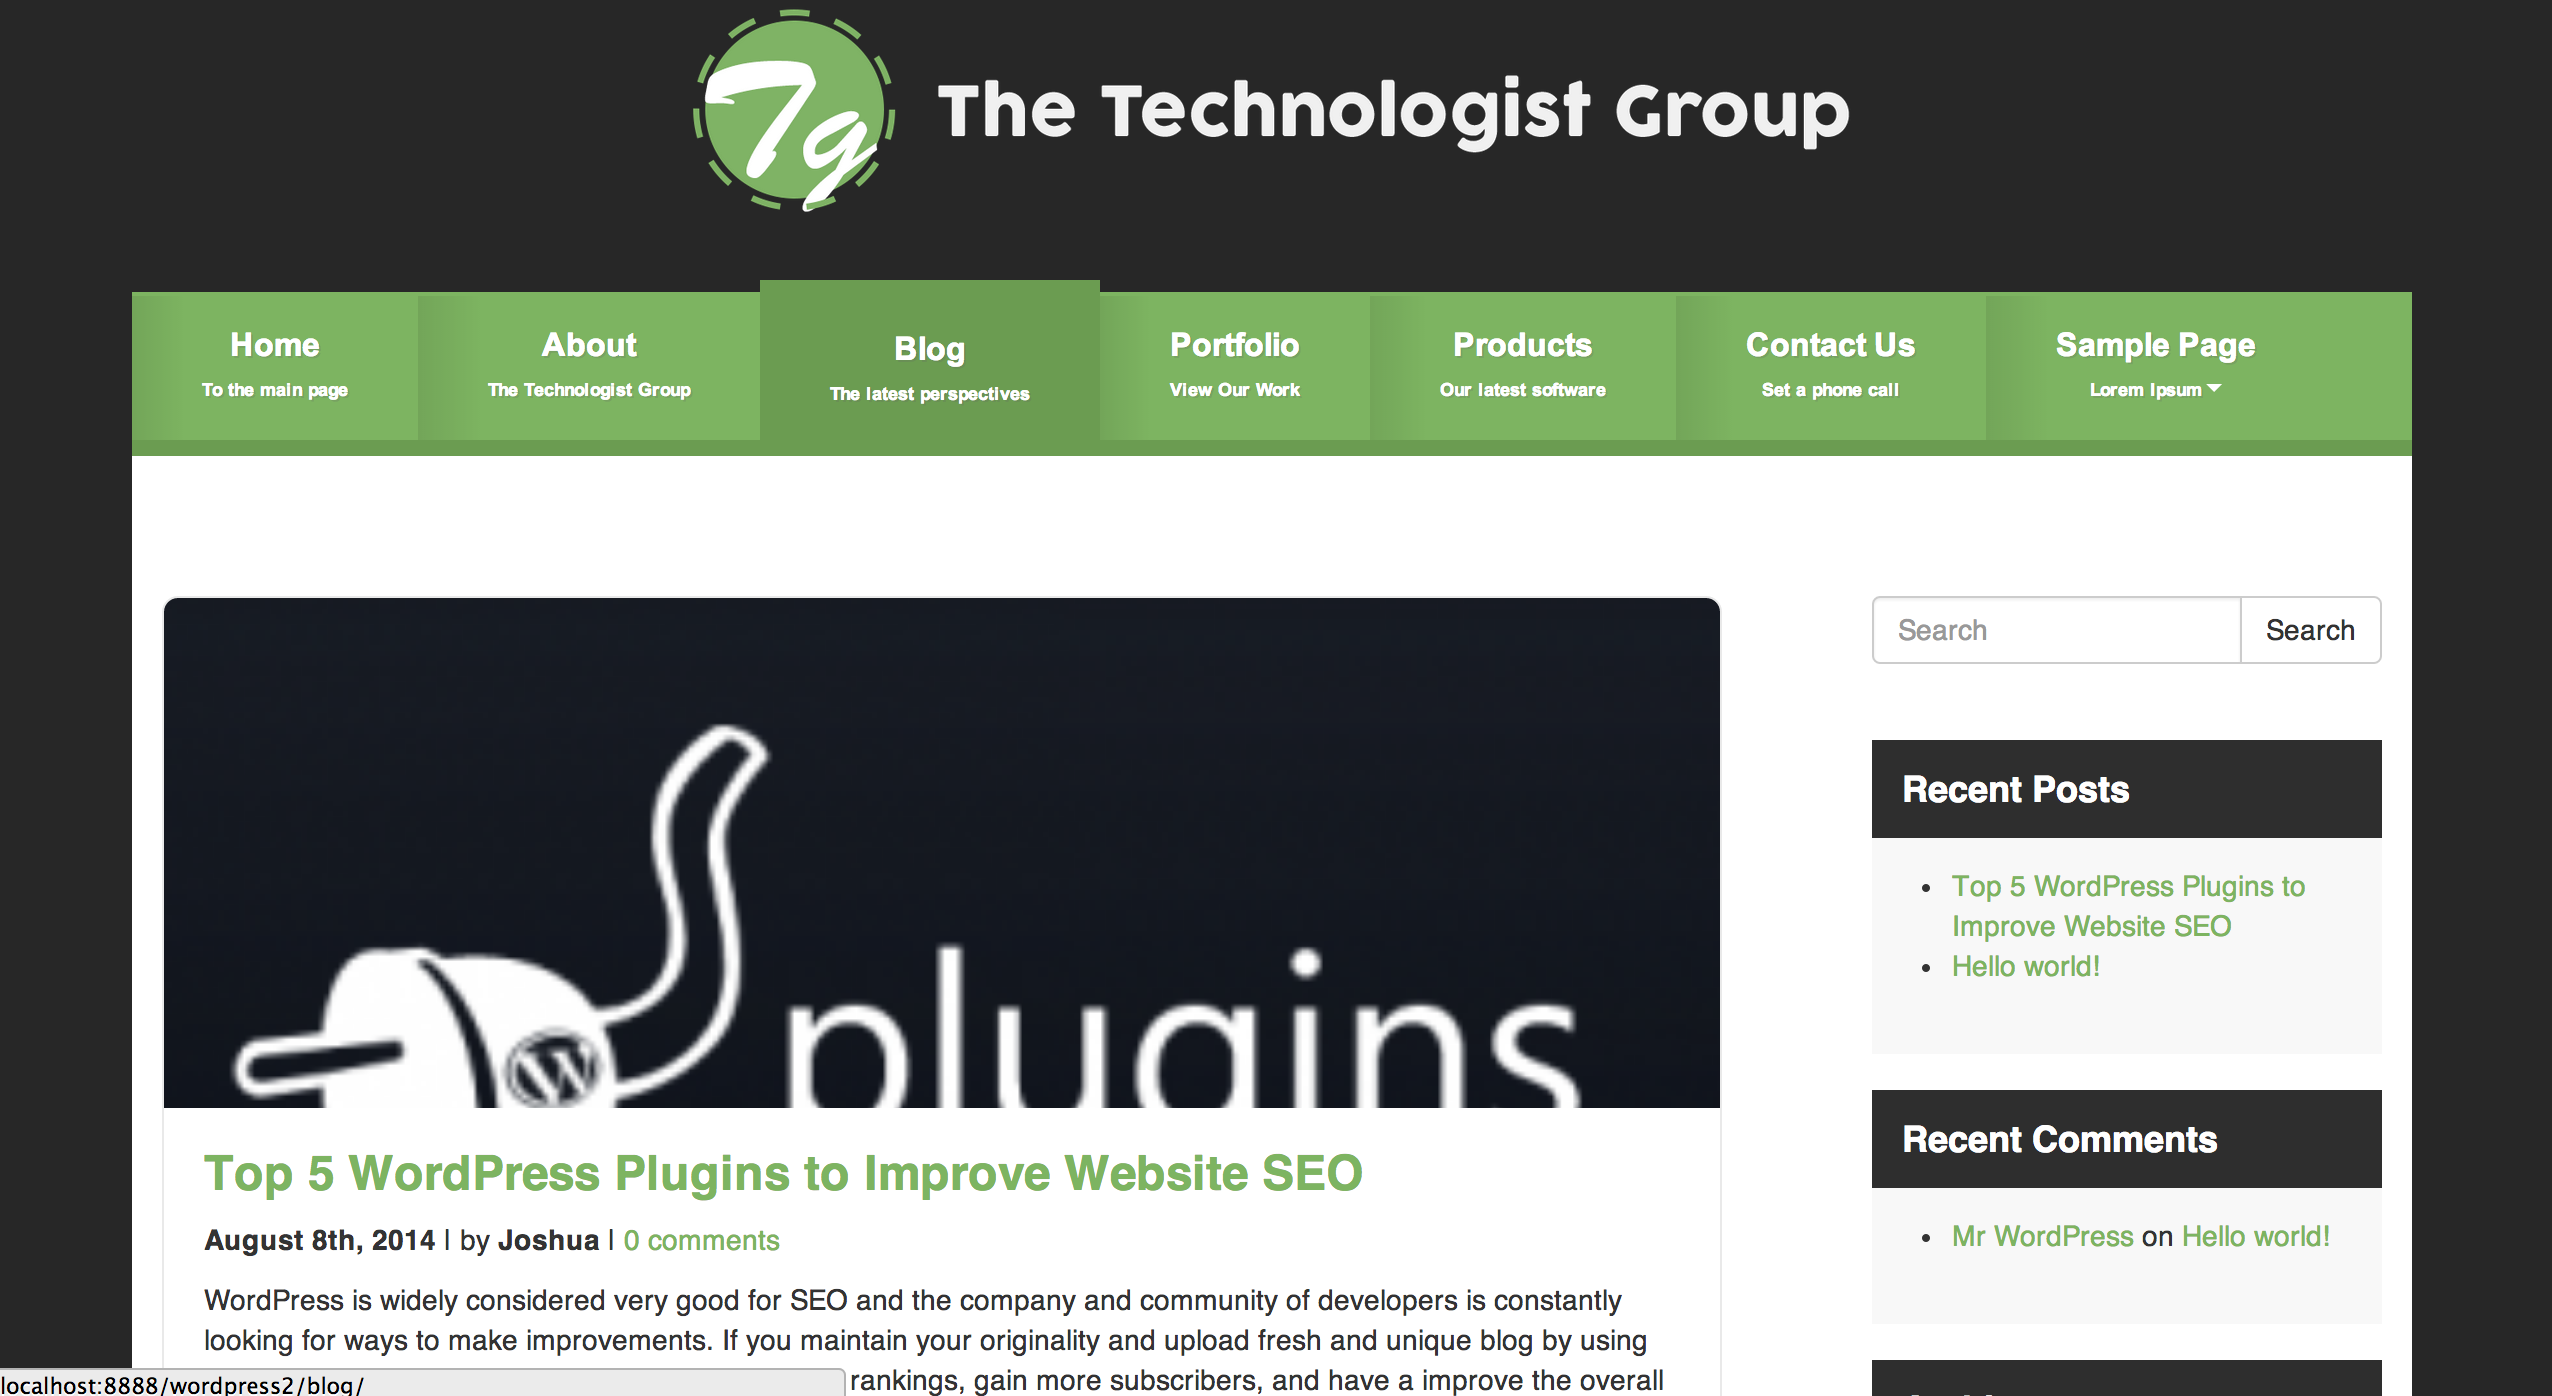 Tg
The Technologist Group
Home
To the main page
About
The Technologist Group
Blog
The latest perspectives
Portfolio
View Our Work
Products
Our latest software
Contact Us
Set a phone call
Sample Page
Lorem Ipsum
plugins
Top 5 WordPress Plugins to Improve Website SEO
August 8th, 2014 | by Joshua | 0 comments
WordPress is widely considered very good for SEO and the company and community of developers is constantly
looking for ways to make improvements. If you maintain your originality and upload fresh and unique blog by using
rankings, gain more subscribers, and have a improve the overall
Search
Search
Recent Posts
Top 5 WordPress Plugins to
Improve Website SEO
Hello world!
Recent Comments
Mr WordPress on Hello world!
localhost:8888/wordpress2/blog/